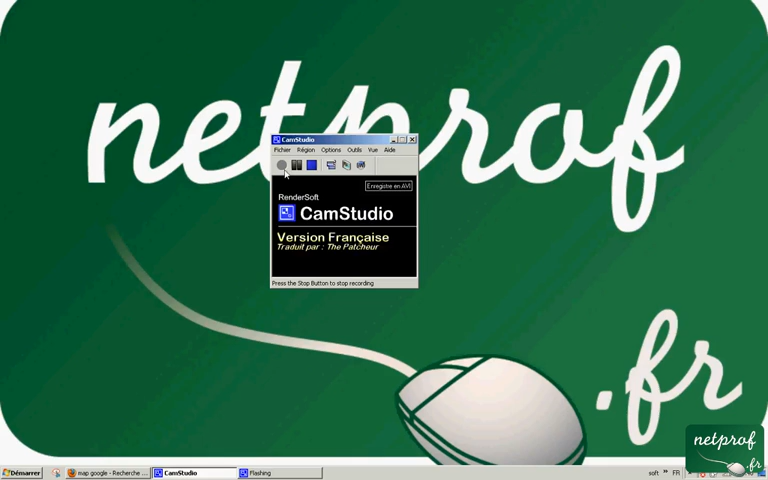 netprof
.fr
CamStudio
Fichier Région Options Outils Vue Aide
Enregistre en AVI
RenderSoft
CamStudio
Version Française
Traduit par : The Patcheur
Press the Stop Button to stop recording
netprof
.fr
Démarrer map google - Recherche ... CamStudio Flashing soft » FR